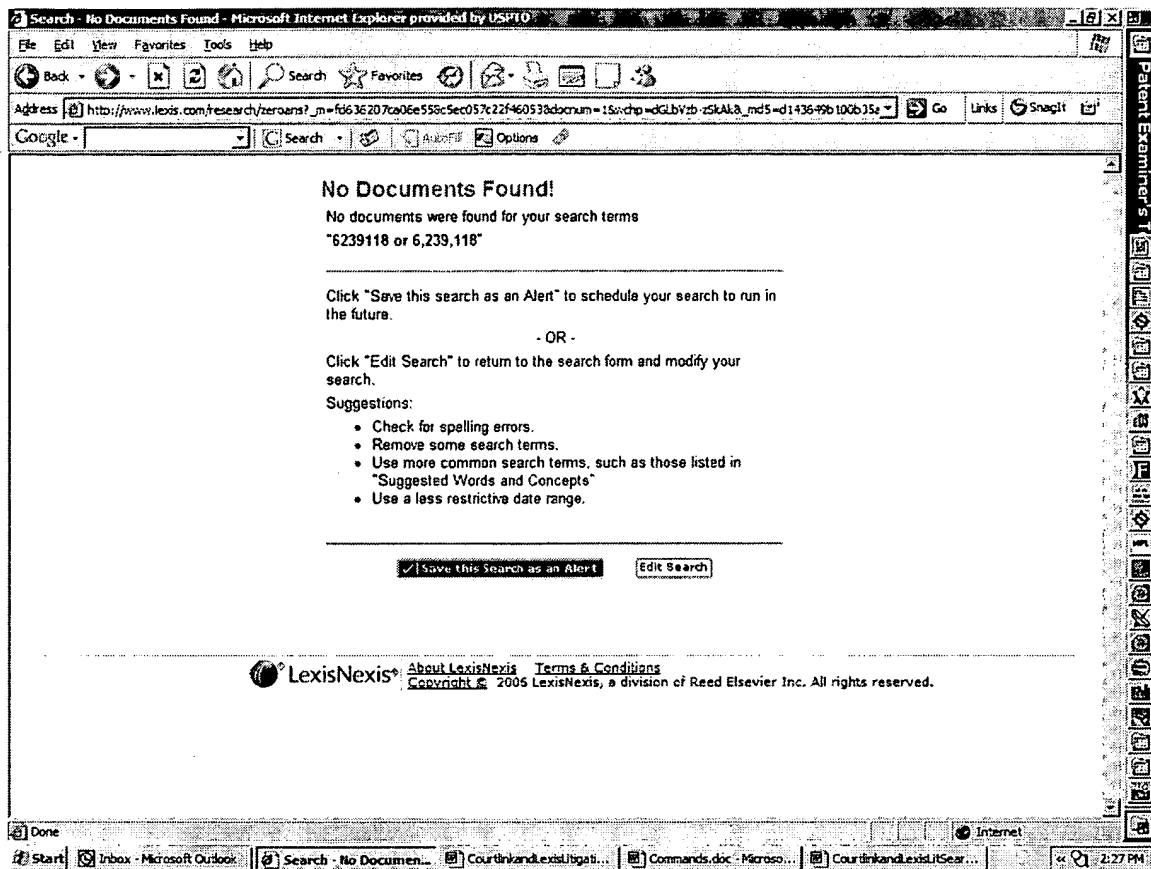 Search - No Documents Found - Microsoft Internet Explorer provided by USPTO
File Edit View Favorites Tools Help
Back Search Favorites
Address Go Links SnagIt
Google - Search AutoFill Options
Patent Examiner's T
No Documents Found!
No documents were found for your search terms
"6239118 or 6,239,118"
Click "Save this search as an Alert" to schedule your search to run in
the future.
- OR -
Click "Edit Search" to return to the search form and modify your
search.
Suggestions:
• Check for spelling errors.
• Remove some search terms.
• Use more common search terms, such as those listed in
"Suggested Words and Concepts"
• Use a less restrictive date range.
Save this Search as an Alert Edit Search
LexisNexis® About LexisNexis Terms & Conditions
Copyright © LexisNexis, a division of Reed Elsevier Inc. All rights reserved.
Done Internet
Start Inbox - Microsoft Outlook Search - No Documen... CourtlinkandLexisLitigati... Commands.doc - Microso... CourtlinkandLexisLitSear... 2:27 PM